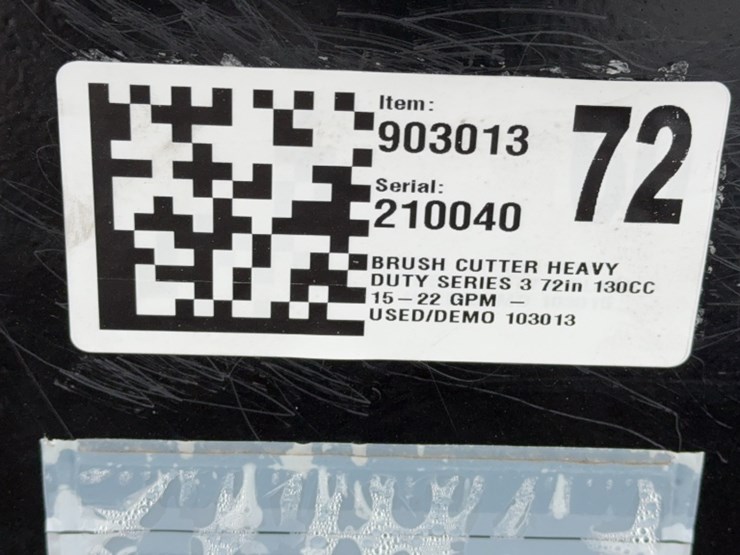 Item:
903013
72
Serial:
210040
BRUSH CUTTER HEAVY
DUTY SERIES 3 72in 130CC
15-22 GPM -
USED/DEMO 103013